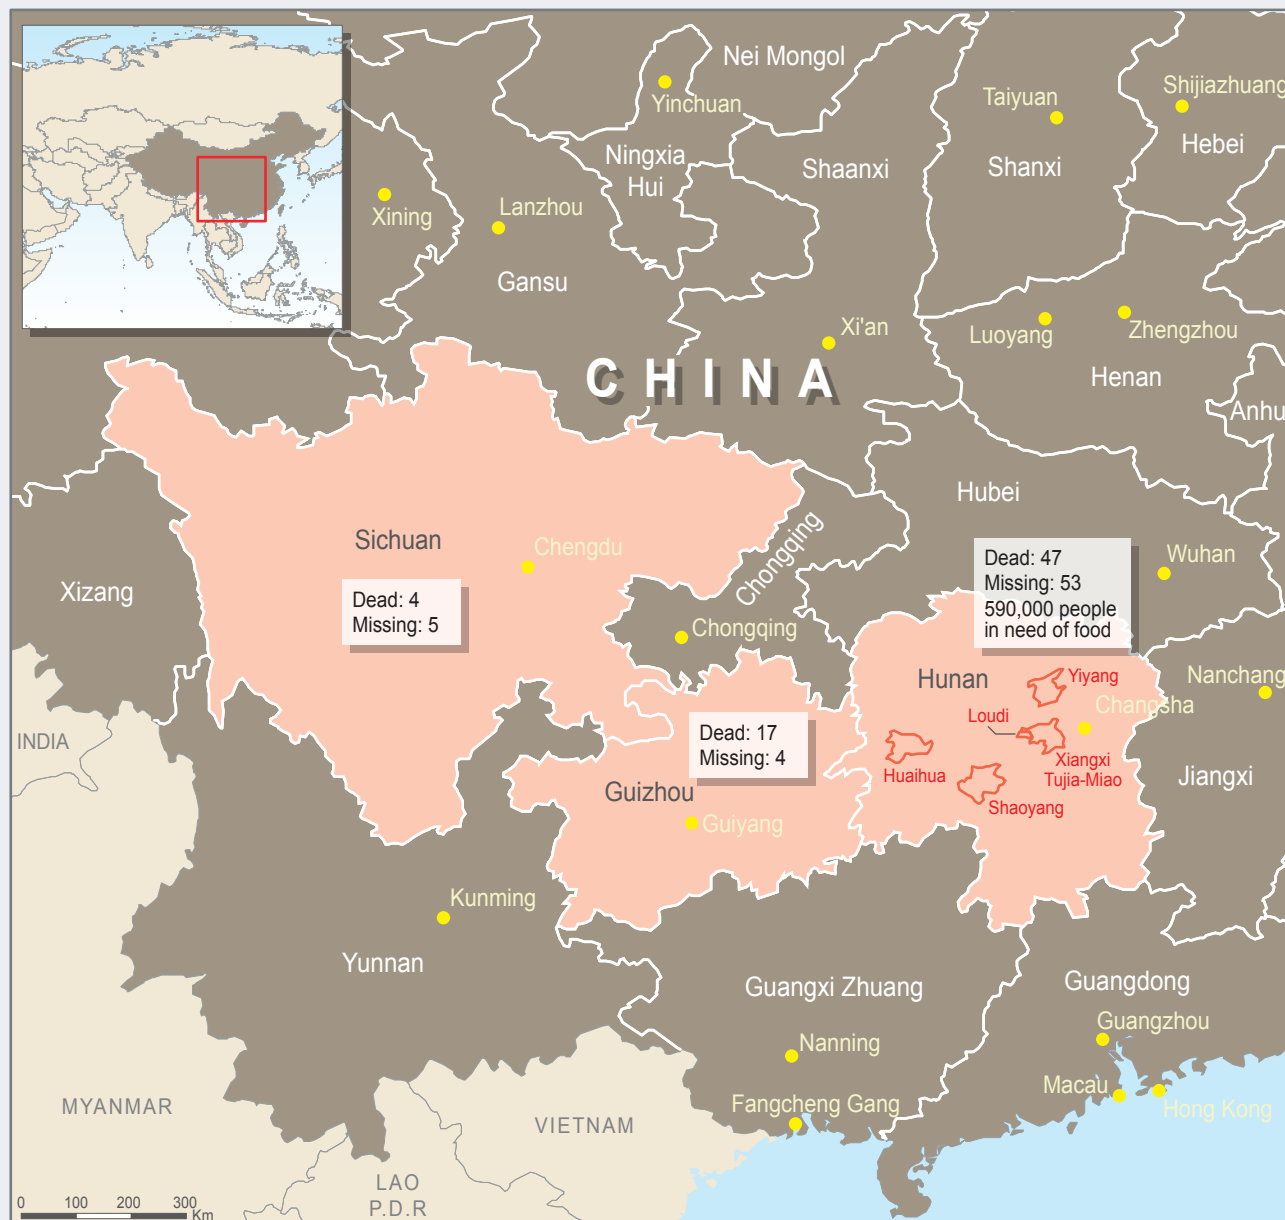 Nei Mongol
Yinchuan
Taiyuan
Shijiazhuang
Hebei
Ningxia
Hui
Shaanxi
Shanxi
Xining
Lanzhou
Gansu
Xi'an
Luoyang
Zhengzhou
Henan
CHINA
Anhu
Hubei
Sichuan
Chengdu
Chongqing
Wuhan
Dead: 47
Missing: 53
590,000 people
in need of food
Xizang
Dead: 4
Missing: 5
Chongqing
Hunan
Yiyang
Nanchang
Changsha
Loudi
INDIA
Dead: 17
Missing: 4
Huaihua
Xiangxi
Tujia-Miao
Jiangxi
Guizhou
Shaoyang
Guiyang
Kunming
Yunnan
Guangxi Zhuang
Guangdong
Guangzhou
Nanning
Macau
Hong Kong
Fangcheng Gang
MYANMAR
VIETNAM
LAO
P.D.R
0 100 200 300
Km